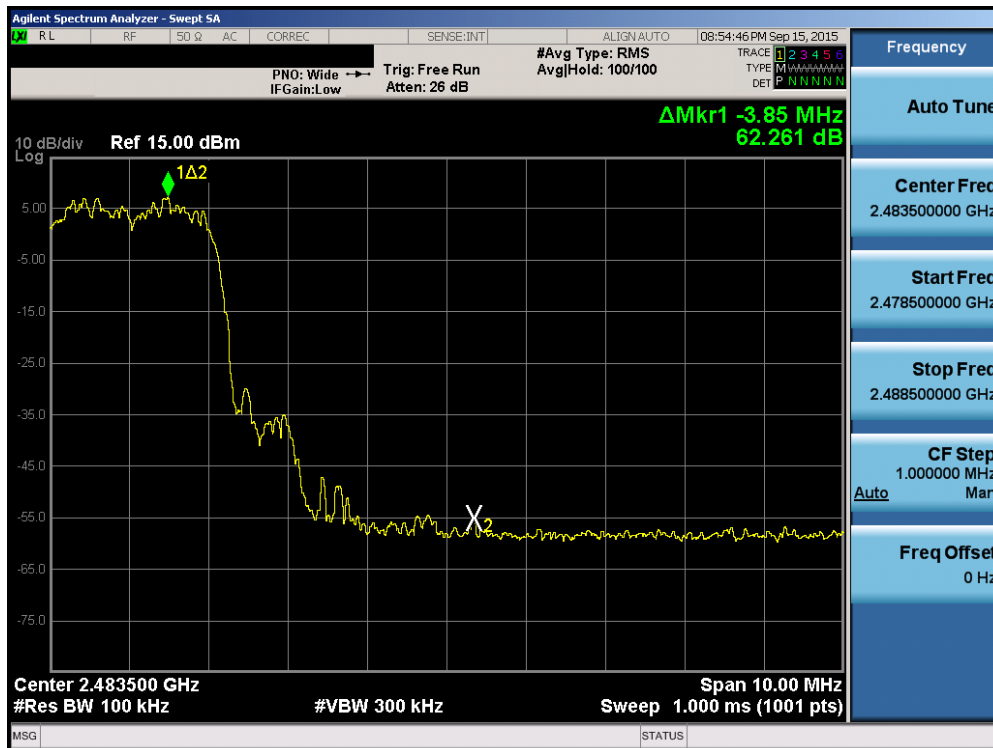 Agilent Spectrum Analyzer - Swept SA
LXI RL RF 50 Ω AC CORREC SENSE:INT ALIGN AUTO 08:54:46 PM Sep 15, 2015
PNO: Wide
IFGain:Low
Trig: Free Run
Atten: 26 dB
#Avg Type: RMS
Avg|Hold: 100/100
TRACE 1 2 3 4 5 6
TYPE M W W W W W
DET P N N N N N
ΔMkr1 -3.85 MHz
62.261 dB
10 dB/div Ref 15.00 dBm
Log
1Δ2
5.00
-5.00
-15.0
-25.0
-35.0
-45.0
-55.0
X2
-65.0
-75.0
Center 2.483500 GHz Span 10.00 MHz
#Res BW 100 kHz #VBW 300 kHz Sweep 1.000 ms (1001 pts)
MSG STATUS
Frequency
Auto Tune
Center Freq
2.483500000 GHz
Start Freq
2.478500000 GHz
Stop Freq
2.488500000 GHz
CF Step
1.000000 MHz
Auto Man
Freq Offset
0 Hz